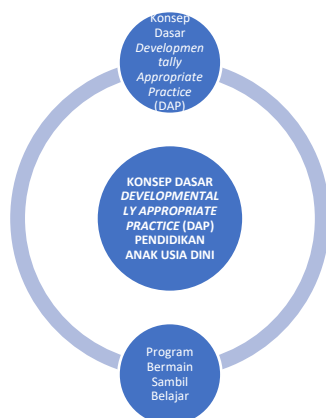 Konsep
Dasar
Developmen
tally
Appropriate
Practice
(DAP)
KONSEP DASAR
DEVELOPMENTAL
LY APPROPRIATE
PRACTICE (DAP)
PENDIDIKAN
ANAK USIA DINI
Program
Bermain
Sambil
Belajar